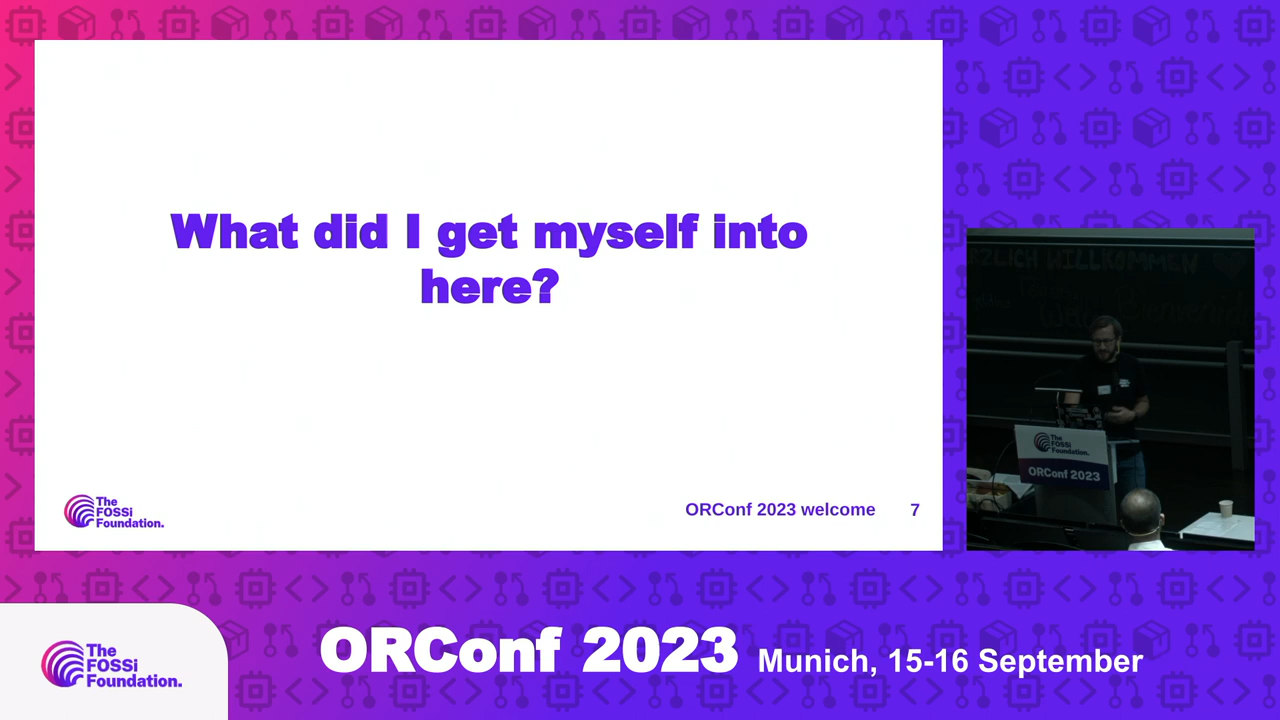 What did I get myself into
here?
The
FOSSi
Foundation.
ORConf 2023 welcome
7
WILLKOMMEN
The
FOSSi
Foundation.
ORConf 2023
The
FOSSi
Foundation.
ORConf 2023 Munich, 15-16 September